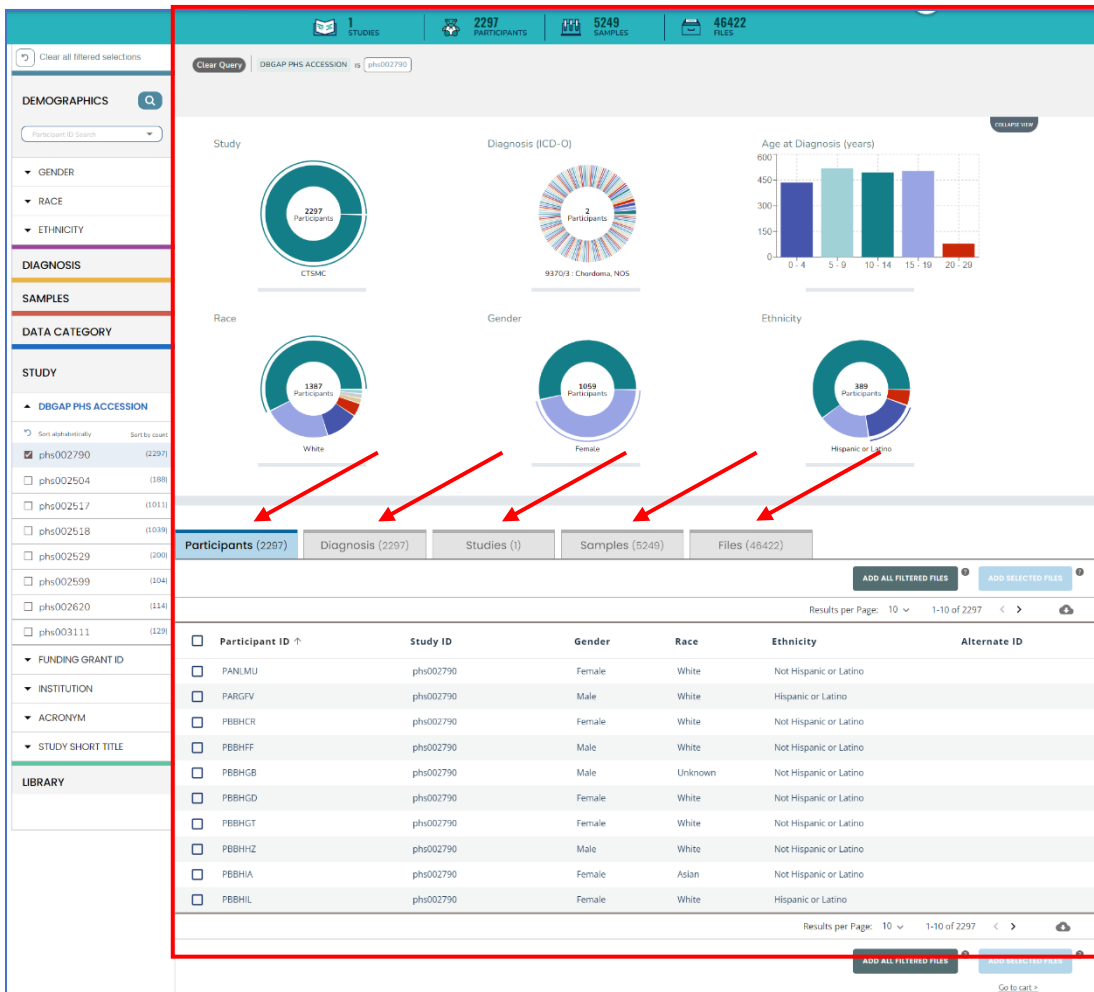 1 STUDIES
2297 PARTICIPANTS
5249 SAMPLES
46422 FILES
Clear all filtered selections
Clear Query DBGAP PHS ACCESSION IS phs002790
DEMOGRAPHICS
Participant ID Search
GENDER
RACE
ETHNICITY
DIAGNOSIS
SAMPLES
DATA CATEGORY
STUDY
DBGAP PHS ACCESSION
Sort alphabetically Sort by count
phs002790 (2297)
phs002504 (188)
phs002517 (1011)
phs002518 (1039)
phs002529 (200)
phs002599 (104)
phs002620 (114)
phs003111 (129)
FUNDING GRANT ID
INSTITUTION
ACRONYM
STUDY SHORT TITLE
LIBRARY
COLLAPSE VIEW
Study
2297
Participants
CTSMC
Diagnosis (ICD-O)
2
Participants
9370/3 : Chordoma, NOS
Age at Diagnosis (years)
600
450
300
150
0
0 - 4 5 - 9 10 - 14 15 - 19 20 - 29
Race
1387
Participants
White
Gender
1059
Participants
Female
Ethnicity
389
Participants
Hispanic or Latino
Participants (2297) Diagnosis (2297) Studies (1) Samples (5249) Files (46422)
ADD ALL FILTERED FILES ? ADD SELECTED FILES ?
Results per Page: 10 1-10 of 2297 < >
Participant ID ↑ Study ID Gender Race Ethnicity Alternate ID
PANLMU phs002790 Female White Not Hispanic or Latino
PARGFV phs002790 Male White Hispanic or Latino
PBBHCR phs002790 Female White Not Hispanic or Latino
PBBHFF phs002790 Male White Not Hispanic or Latino
PBBHGB phs002790 Male Unknown Not Hispanic or Latino
PBBHGD phs002790 Female White Not Hispanic or Latino
PBBHGT phs002790 Female White Not Hispanic or Latino
PBBHHZ phs002790 Male White Not Hispanic or Latino
PBBHIA phs002790 Female Asian Not Hispanic or Latino
PBBHIL phs002790 Female White Hispanic or Latino
Results per Page: 10 1-10 of 2297 < >
ADD ALL FILTERED FILES ? ADD SELECTED FILES ?
Go to cart >